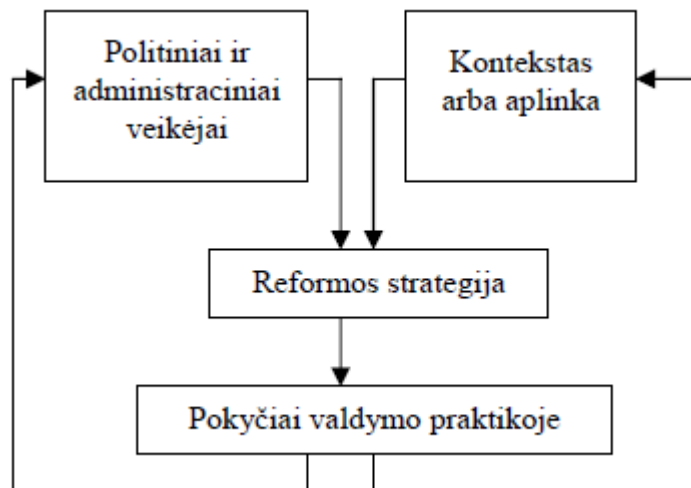 Politiniai ir
administraciniai
veikėjai
Kontekstas
arba aplinka
Reformos strategija
Pokyčiai valdymo praktikoje